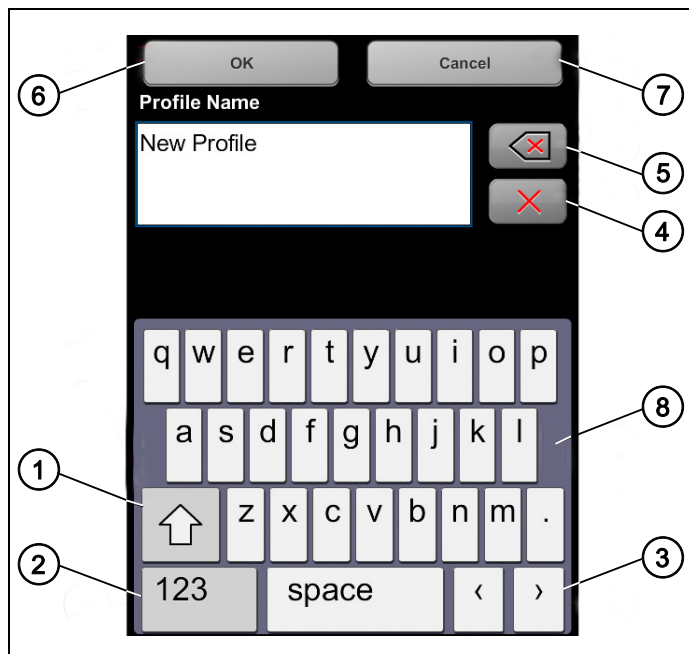 OK Cancel
6 7
Profile Name
New Profile
5
4
q w e r t y u i o p
a s d f g h j k l
8
1
z x c v b n m .
2 3
123 space ‹ ›